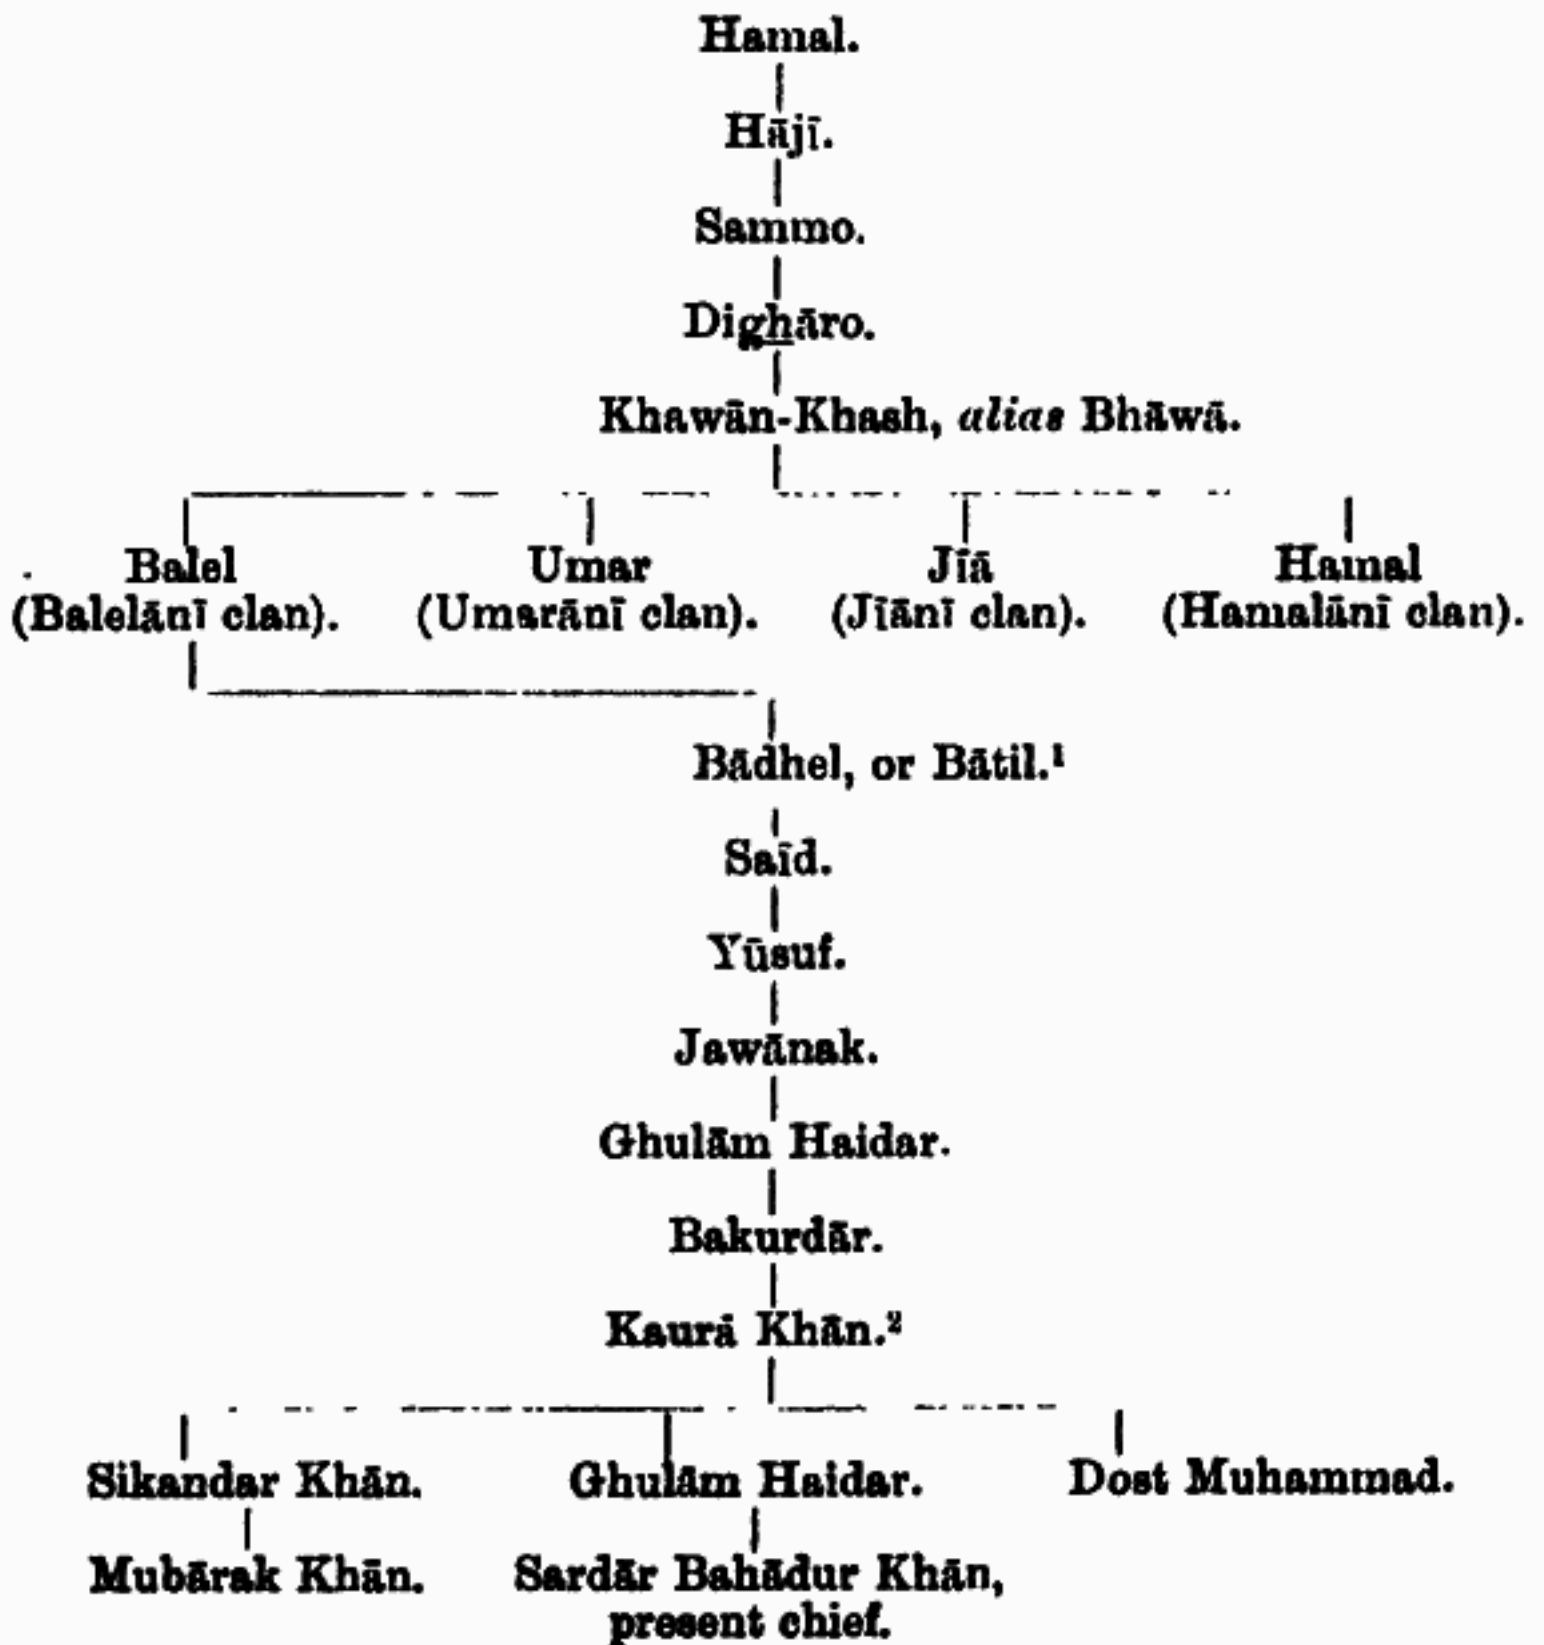 Hamal.
Hājī.
Sammo.
Dighāro.
Khawān-Khash, alias Bhāwā.
Balel Umar Jīā Hamal
(Balelānī clan). (Umarānī clan). (Jīānī clan). (Hamalānī clan).
Bādhel, or Bātil.¹
Saīd.
Yūsuf.
Jawānak.
Ghulām Haidar.
Bakurdār.
Kaurā Khān.²
Sikandar Khān. Ghulām Haidar. Dost Muhammad.
Mubārak Khān. Sardār Bahādur Khān,
present chief.